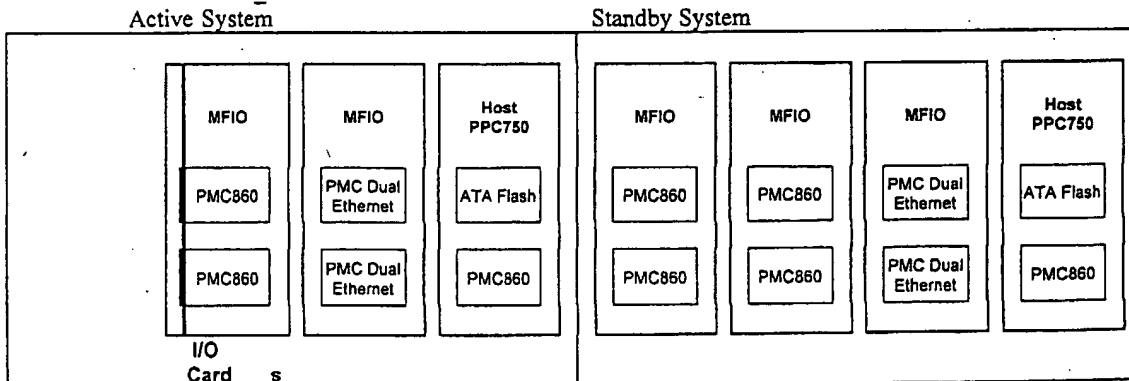 Active System
Standby System
MFIO
PMC860
PMC860
MFIO
PMC Dual
Ethernet
PMC Dual
Ethernet
Host
PPC750
ATA Flash
PMC860
MFIO
PMC860
PMC860
MFIO
PMC860
PMC860
MFIO
PMC Dual
Ethernet
PMC Dual
Ethernet
Host
PPC750
ATA Flash
PMC860
I/O
Card s